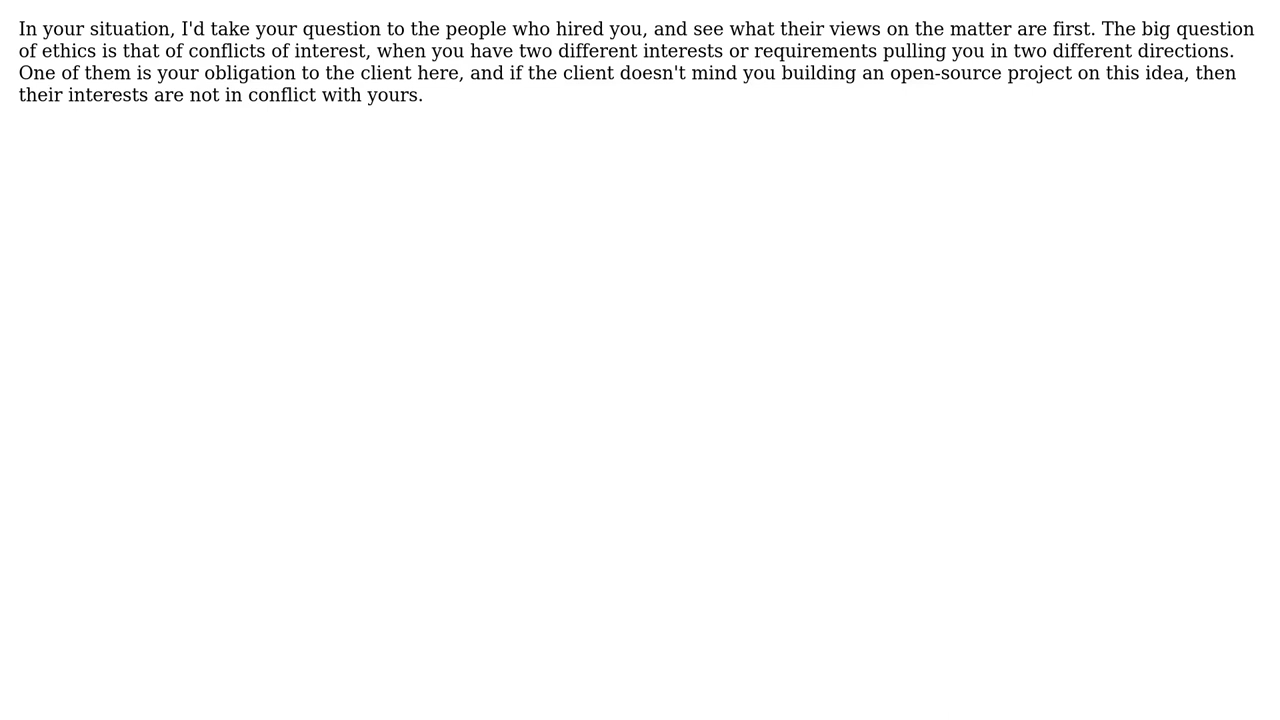 In your situation, I'd take your question to the people who hired you, and see what their views on the matter are first. The big question
of ethics is that of conflicts of interest, when you have two different interests or requirements pulling you in two different directions.
One of them is your obligation to the client here, and if the client doesn't mind you building an open-source project on this idea, then
their interests are not in conflict with yours.